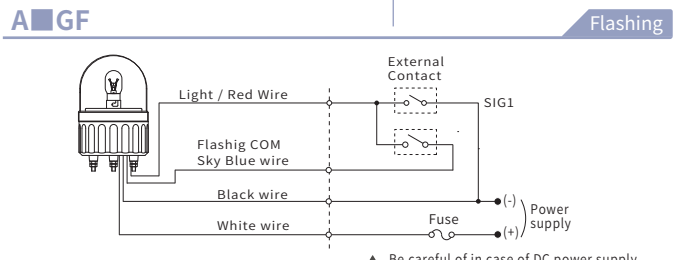 A■GF
Flashing
External
Contact
Light / Red Wire
SIG1
Flashig COM
Sky Blue wire
Black wire
(-)
Power
supply
White wire
Fuse
(+)
▲ Be careful of in case of DC power supply